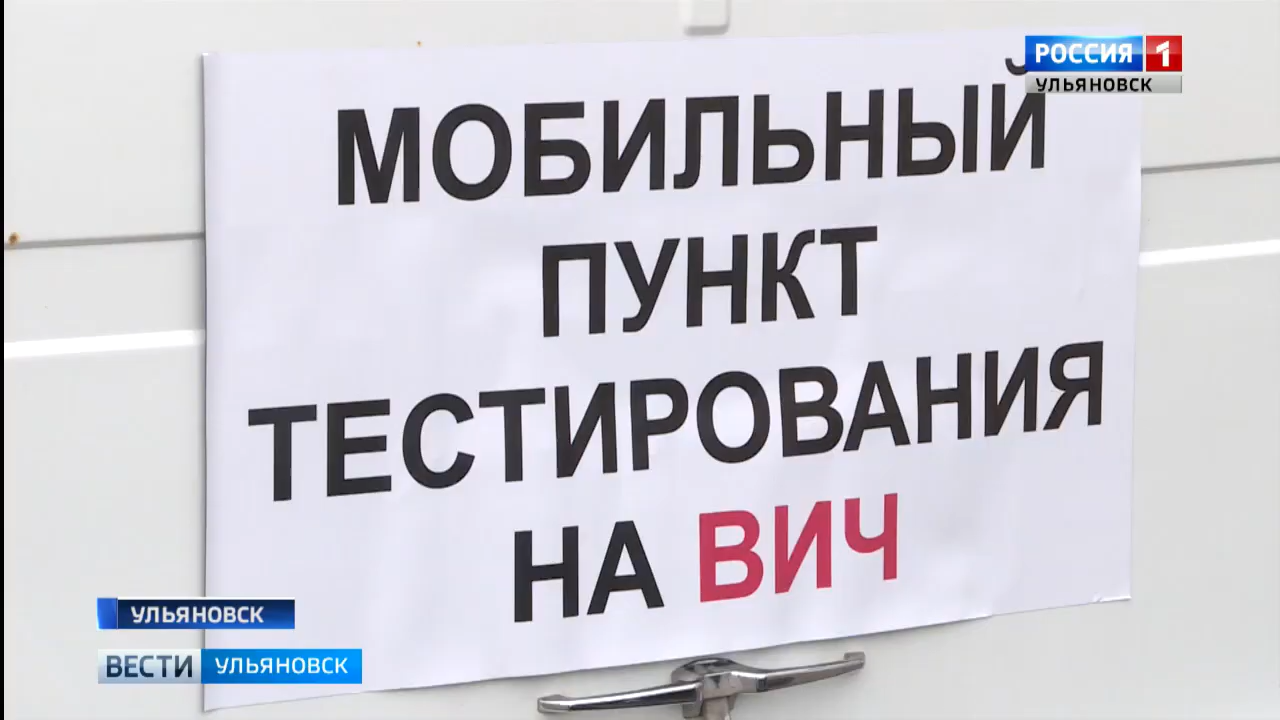 РОССИЯ 1
УЛЬЯНОВСК
МОБИЛЬНЫЙ
ПУНКТ
ТЕСТИРОВАНИЯ
НА ВИЧ
УЛЬЯНОВСК
ВЕСТИ УЛЬЯНОВСК